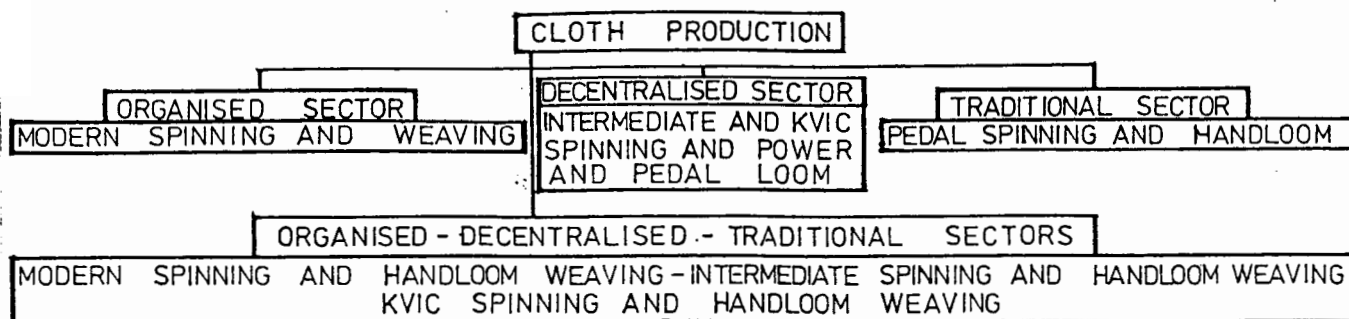 CLOTH PRODUCTION
ORGANISED SECTOR
MODERN SPINNING AND WEAVING
DECENTRALISED SECTOR
INTERMEDIATE AND KVIC
SPINNING AND POWER
AND PEDAL LOOM
TRADITIONAL SECTOR
PEDAL SPINNING AND HANDLOOM
ORGANISED - DECENTRALISED - TRADITIONAL SECTORS
MODERN SPINNING AND HANDLOOM WEAVING - INTERMEDIATE SPINNING AND HANDLOOM WEAVING
KVIC SPINNING AND HANDLOOM WEAVING